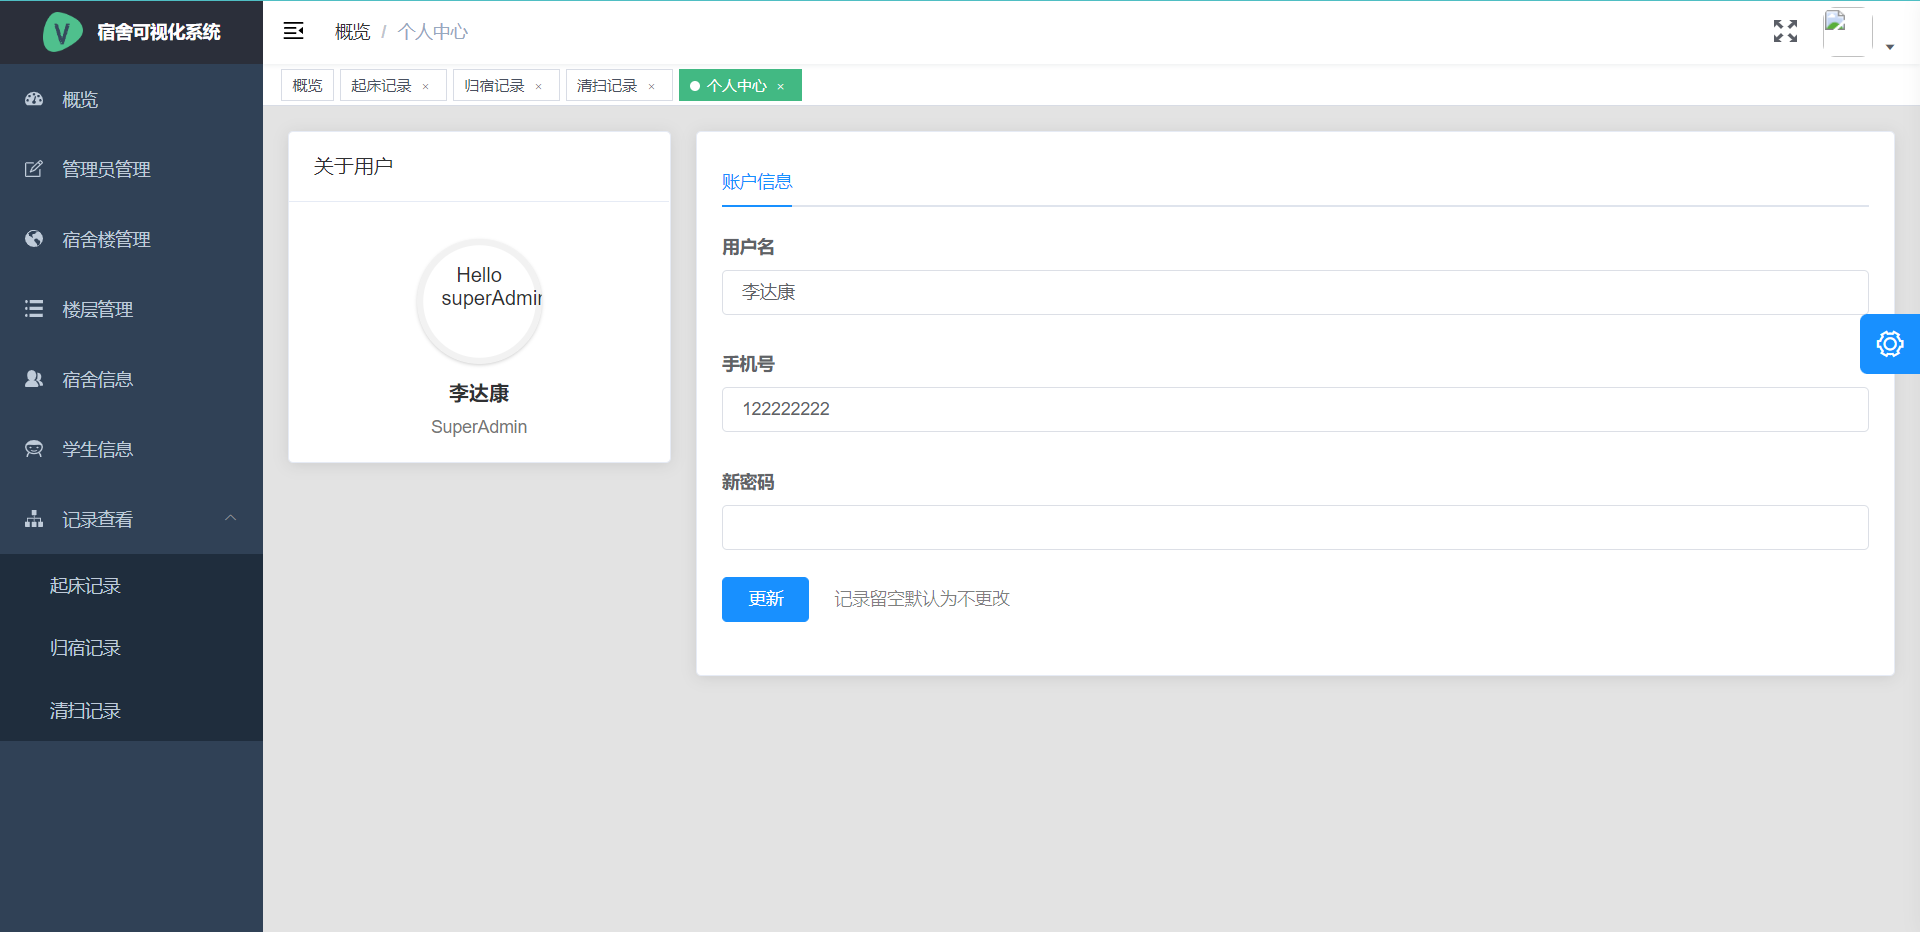 宿舍可视化系统
概览
管理员管理
宿舍楼管理
楼层管理
宿舍信息
学生信息
记录查看
起床记录
归宿记录
清扫记录
概览 / 个人中心
概览 起床记录 × 归宿记录 × 清扫记录 × 个人中心 ×
关于用户
Hello
superAdmin
李达康
SuperAdmin
账户信息
用户名
李达康
手机号
122222222
新密码
更新 记录留空默认为不更改